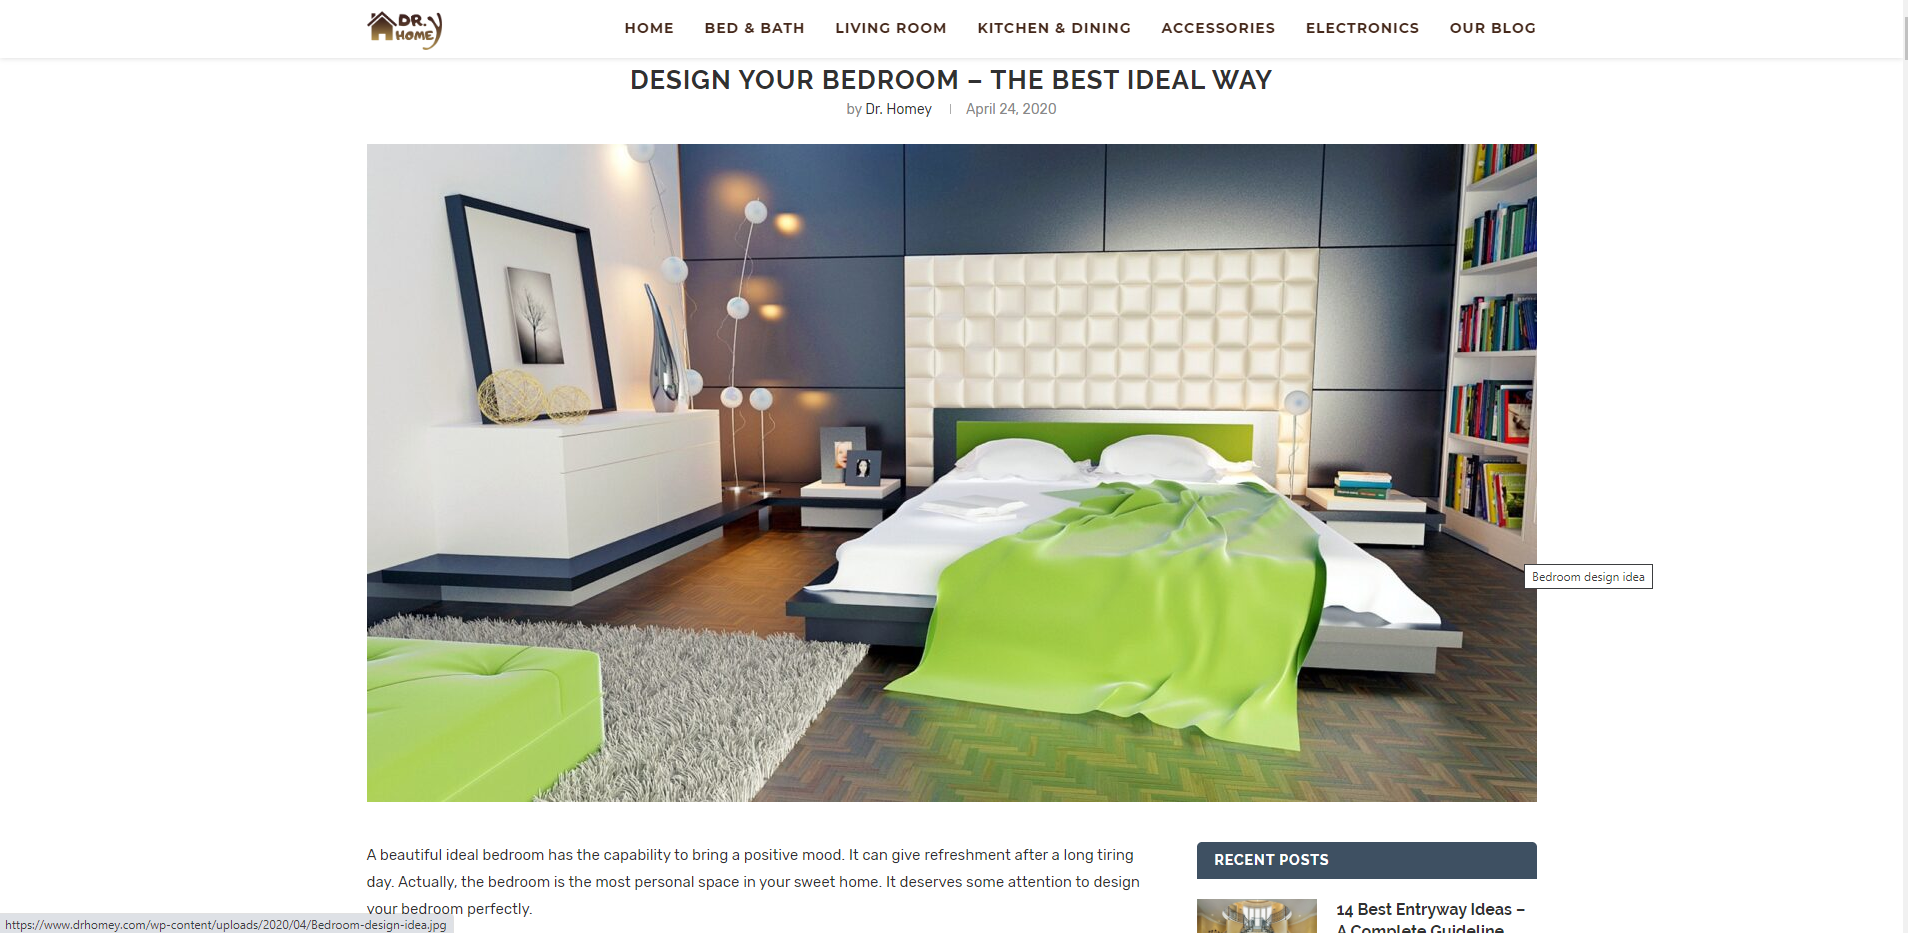 DR.
HOMEY
HOME BED & BATH LIVING ROOM KITCHEN & DINING ACCESSORIES ELECTRONICS OUR BLOG
DESIGN YOUR BEDROOM – THE BEST IDEAL WAY
by Dr. Homey April 24, 2020
Bedroom design idea
A beautiful ideal bedroom has the capability to bring a positive mood. It can give refreshment after a long tiring
day. Actually, the bedroom is the most personal space in your sweet home. It deserves some attention to design
your bedroom perfectly.
RECENT POSTS
14 Best Entryway Ideas –
A Complete Guideline
https://www.drhomey.com/wp-content/uploads/2020/04/Bedroom-design-idea.jpg